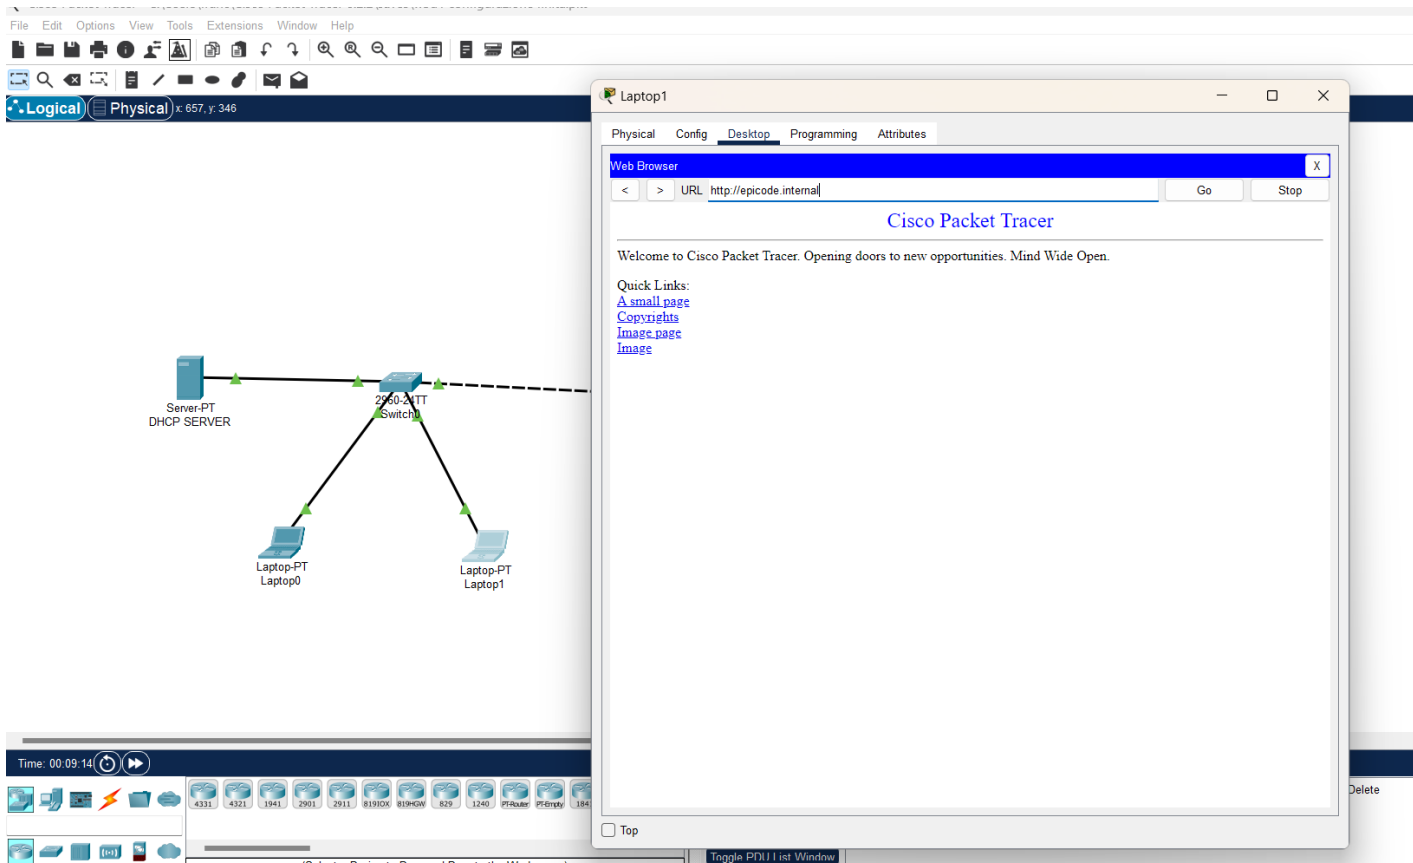 File Edit Options View Tools Extensions Window Help
Logical Physical x: 657, y: 346
Laptop1
Physical Config Desktop Programming Attributes
Web Browser X
< > URL http://epicode.internal Go Stop
Cisco Packet Tracer
Welcome to Cisco Packet Tracer. Opening doors to new opportunities. Mind Wide Open.
Quick Links:
A small page
Copyrights
Image page
Image
Server-PT
DHCP SERVER
2960-24TT
Switch0
Laptop-PT
Laptop0
Laptop-PT
Laptop1
Time: 00:09:14
4331 4321 1941 2901 2911 819IOX 819HGW 829 1240 PT-Router PT-Empty 184
Delete
Top
Toggle PDU List Window